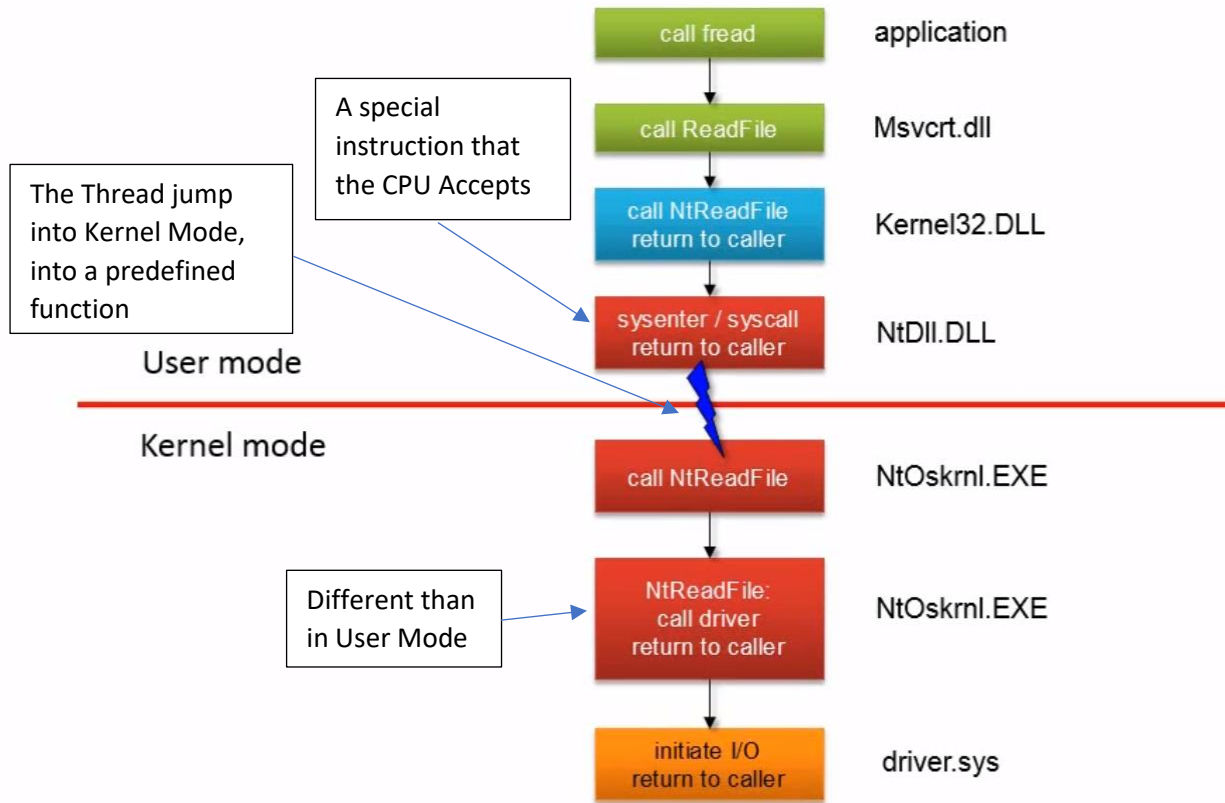 call fread
application
A special
instruction that
the CPU Accepts
call ReadFile
Msvcrt.dll
The Thread jump
into Kernel Mode,
into a predefined
function
call NtReadFile
return to caller
Kernel32.DLL
sysenter / syscall
return to caller
NtDll.DLL
User mode
Kernel mode
call NtReadFile
NtOskrnl.EXE
Different than
in User Mode
NtReadFile:
call driver
return to caller
NtOskrnl.EXE
initiate I/O
return to caller
driver.sys